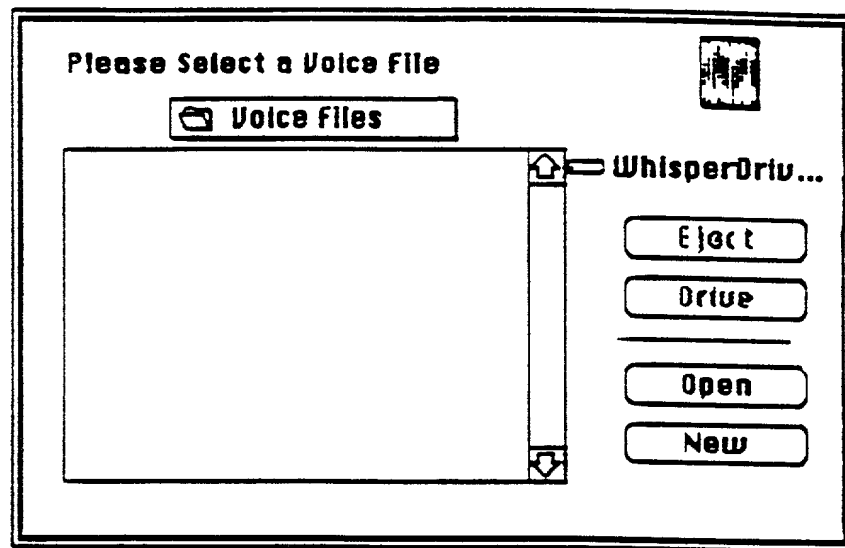 Please Select a Voice File
Voice Files
WhisperDriv...
Eject
Drive
Open
New